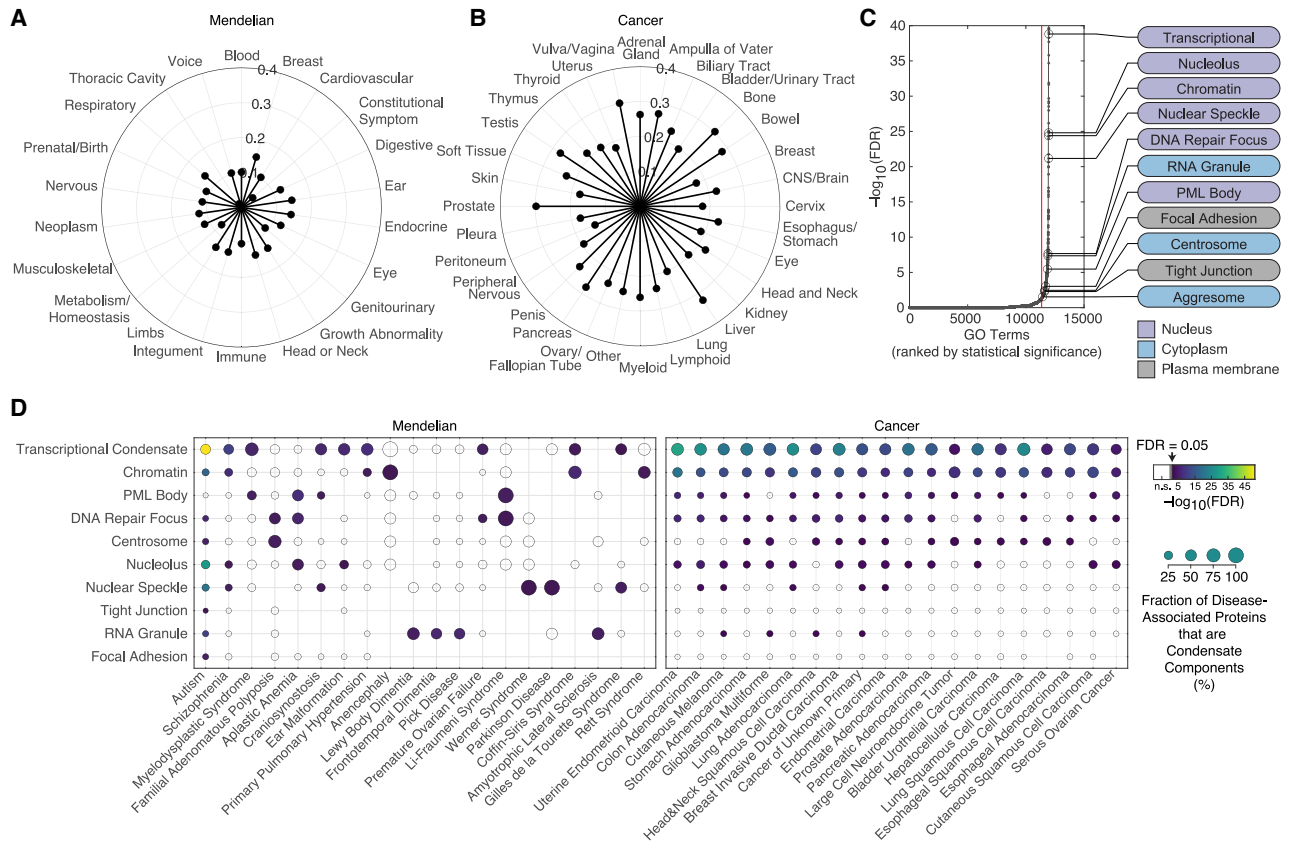 A
Mendelian
Blood
Breast
Cardiovascular
Constitutional
Symptom
Digestive
Ear
Endocrine
Eye
Genitourinary
Growth Abnormality
Head or Neck
Immune
Integument
Limbs
Metabolism/
Homeostasis
Musculoskeletal
Neoplasm
Nervous
Prenatal/Birth
Respiratory
Thoracic Cavity
Voice
0.4
0.3
0.2
0.1
B
Cancer
Adrenal
Gland
Ampulla of Vater
Biliary Tract
Bladder/Urinary Tract
Bone
Bowel
Breast
CNS/Brain
Cervix
Esophagus/
Stomach
Eye
Head and Neck
Kidney
Liver
Lung
Lymphoid
Myeloid
Other
Ovary/
Fallopian Tube
Pancreas
Penis
Peripheral
Nervous
Peritoneum
Pleura
Prostate
Skin
Soft Tissue
Testis
Thymus
Thyroid
Uterus
Vulva/Vagina
0.4
0.3
0.2
0.1
C
-log10(FDR)
40
35
30
25
20
15
10
5
0
0
5000
10000
15000
GO Terms
(ranked by statistical significance)
Transcriptional
Nucleolus
Chromatin
Nuclear Speckle
DNA Repair Focus
RNA Granule
PML Body
Focal Adhesion
Centrosome
Tight Junction
Aggresome
Nucleus
Cytoplasm
Plasma membrane
D
Mendelian
Cancer
Transcriptional Condensate
Chromatin
PML Body
DNA Repair Focus
Centrosome
Nucleolus
Nuclear Speckle
Tight Junction
RNA Granule
Focal Adhesion
Autism
Schizophrenia
Myelodysplastic Syndrome
Familial Adenomatous Polyposis
Aplastic Anemia
Craniosynostosis
Ear Malformation
Primary Pulmonary Hypertension
Anencephaly
Lewy Body Dimentia
Frontotemporal Dimentia
Pick Disease
Premature Ovarian Failure
Li-Fraumeni Syndrome
Werner Syndrome
Parkinson Disease
Coffin-Siris Syndrome
Amyotrophic Lateral Sclerosis
Gilles de la Tourette Syndrome
Rett Syndrome
Uterine Endometrioid Carcinoma
Colon Adenocarcinoma
Cutaneous Melanoma
Stomach Adenocarcinoma
Glioblastoma Multiforme
Lung Adenocarcinoma
Head&Neck Squamous Cell Carcinoma
Breast Invasive Ductal Carcinoma
Cancer of Unknown Primary
Endometrial Carcinoma
Prostate Adenocarcinoma
Pancreatic Adenocarcinoma
Large Cell Neuroendocrine Tumor
Bladder Urothelial Carcinoma
Hepatocellular Carcinoma
Lung Squamous Cell Carcinoma
Esophageal Squamous Cell Carcinoma
Esophageal Adenocarcinoma
Cutaneous Squamous Cell Carcinoma
Serous Ovarian Cancer
FDR = 0.05
n.s. 5 15 25 35 45
-log10(FDR)
25 50 75 100
Fraction of Disease-
Associated Proteins
that are
Condensate
Components
(%)